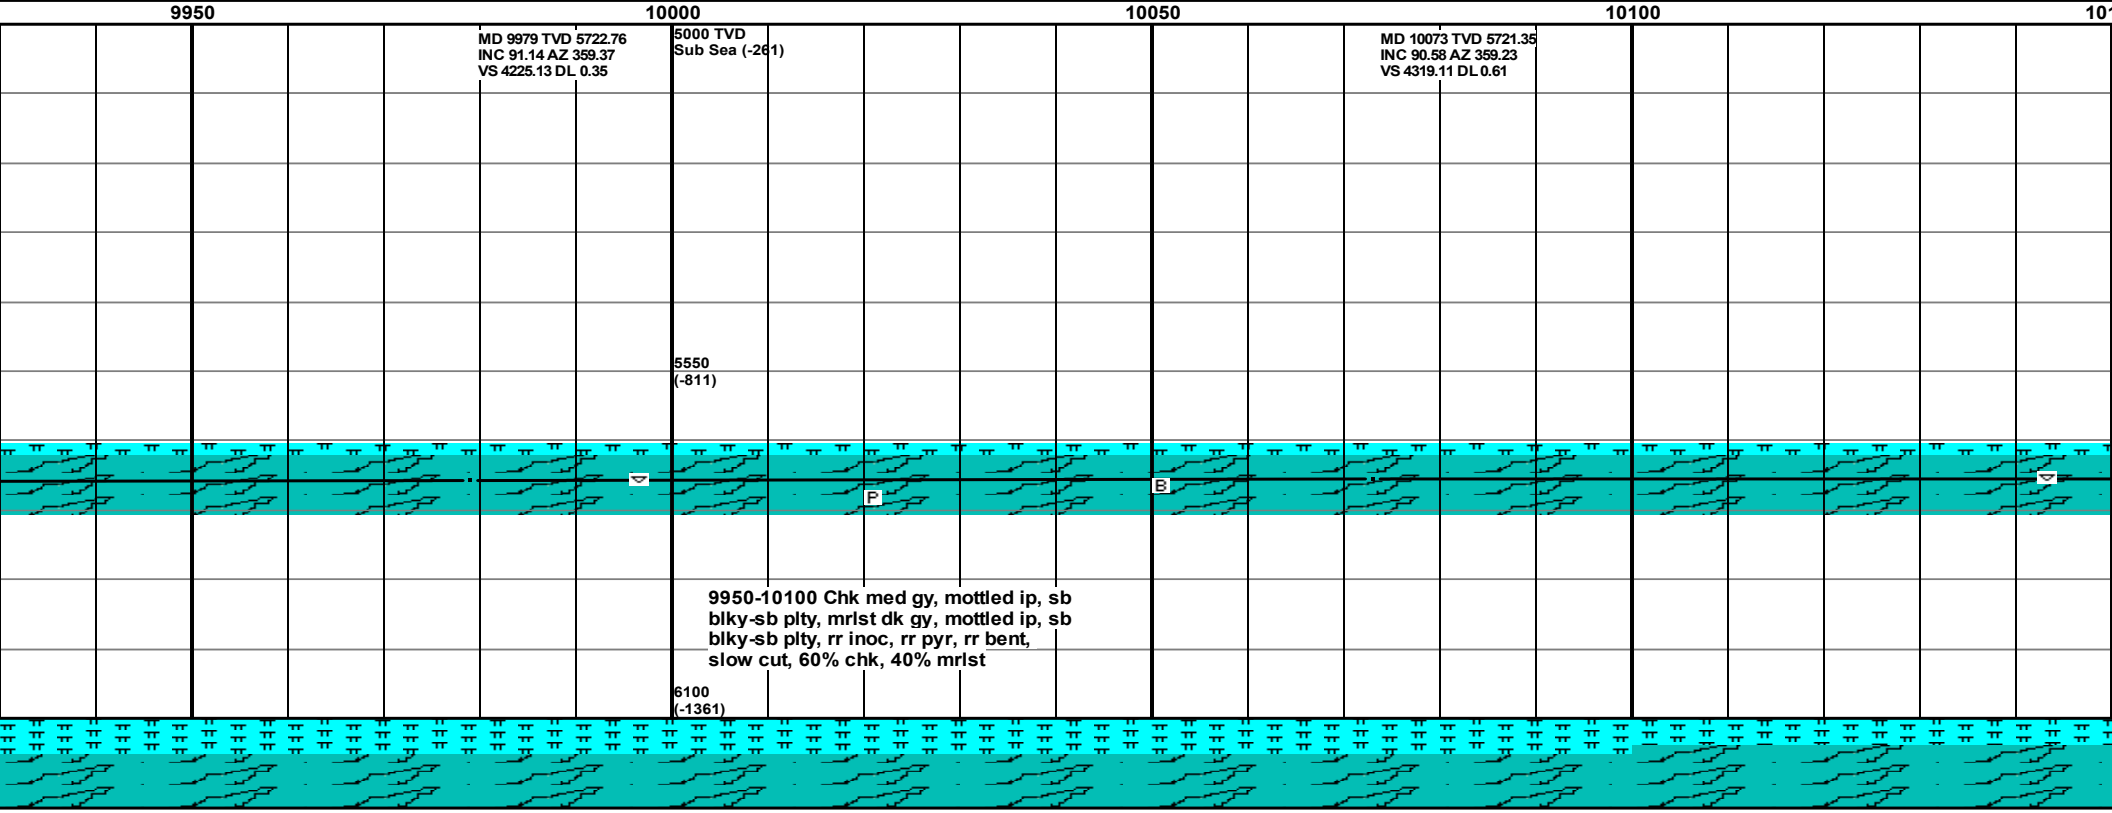 9950 10000 10050 10100 10
MD 9979 TVD 5722.76
INC 91.14 AZ 359.37
VS 4225.13 DL 0.35
5000 TVD
Sub Sea (-261)
MD 10073 TVD 5721.35
INC 90.58 AZ 359.23
VS 4319.11 DL 0.61
5550
(-811)
P
B
9950-10100 Chk med gy, mottled ip, sb
blky-sb plty, mrlst dk gy, mottled ip, sb
blky-sb plty, rr inoc, rr pyr, rr bent,
slow cut, 60% chk, 40% mrlst
6100
(-1361)